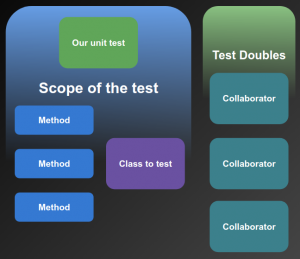 Our unit test
Scope of the test
Method
Method
Class to test
Method
Test Doubles
Collaborator
Collaborator
Collaborator